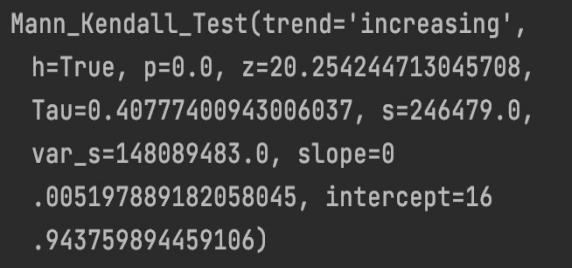 Mann_Kendall_Test(trend='increasing',
h=True, p=0.0, z=20.254244713045708,
Tau=0.40777400943006037, s=246479.0,
var_s=148089483.0, slope=0
.005197889182058045, intercept=16
.943759894459106)